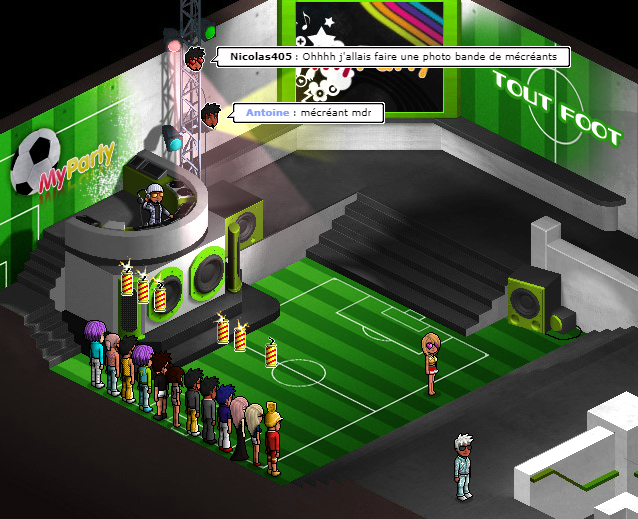 Nicolas405 : Ohhhh j'allais faire une photo bande de mécréants
Antoine : mécréant mdr
TOUT FOOT
MyParty